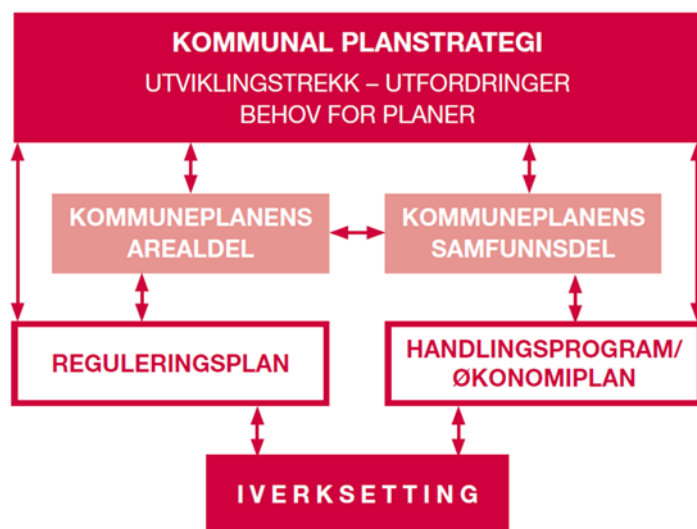 KOMMUNAL PLANSTRATEGI
UTVIKLINGSTREKK – UTFORDRINGER
BEHOV FOR PLANER
KOMMUNEPLANENS
AREALDEL
KOMMUNEPLANENS
SAMFUNNSDEL
REGULERINGSPLAN
HANDLINGSPROGRAM/
ØKONOMIPLAN
IVERKSETTING